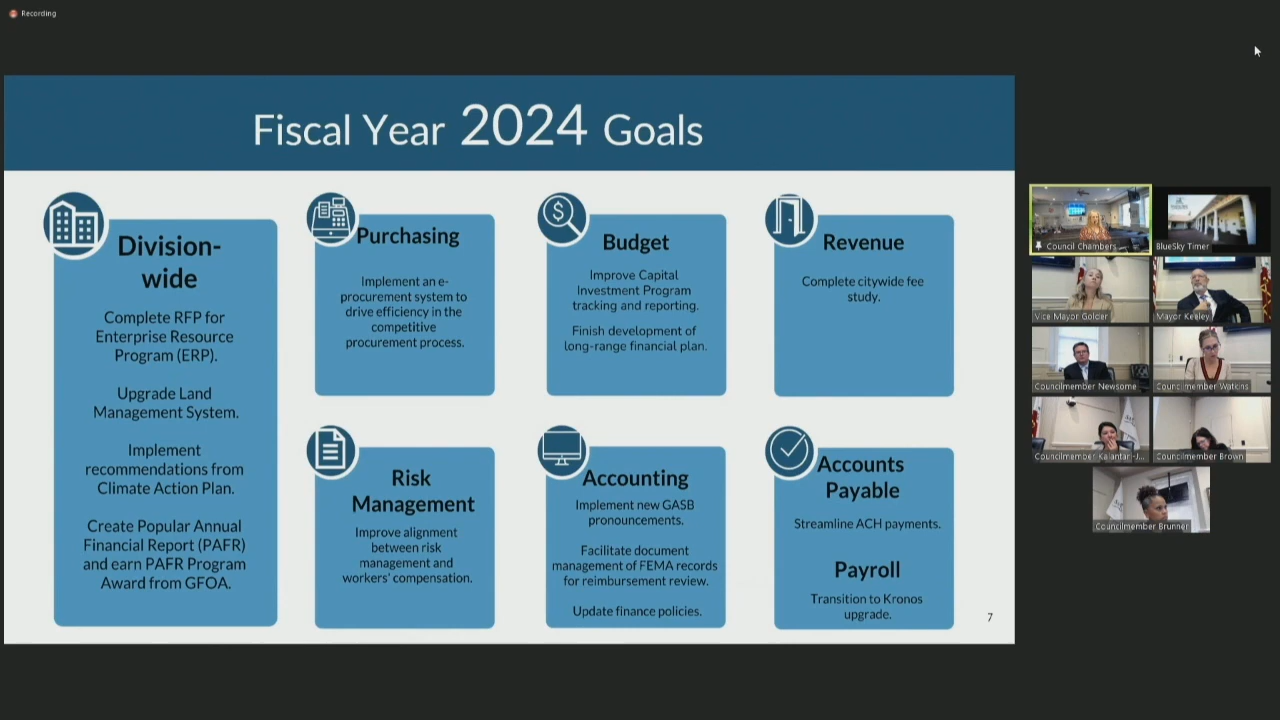 Recording
Fiscal Year 2024 Goals
Division-
wide
Complete RFP for
Enterprise Resource
Program (ERP).
Upgrade Land
Management System.
Implement
recommendations from
Climate Action Plan.
Create Popular Annual
Financial Report (PAFR)
and earn PAFR Program
Award from GFOA.
Purchasing
Implement an e-
procurement system to
drive efficiency in the
competitive
procurement process.
Budget
Improve Capital
Investment Program
tracking and reporting.
Finish development of
long-range financial plan.
Revenue
Complete citywide fee
study.
Risk
Management
Improve alignment
between risk
management and
workers' compensation.
Accounting
Implement new GASB
pronouncements.
Facilitate document
management of FEMA records
for reimbursement review.
Update finance policies.
Accounts
Payable
Streamline ACH payments.
Payroll
Transition to Kronos
upgrade.
7
Council Chambers
BlueSky Timer
Vice Mayor Golder
Mayor Keeley
Councilmember Newsome
Councilmember Watkins
Councilmember Kalantar-J...
Councilmember Brown
Councilmember Brunner